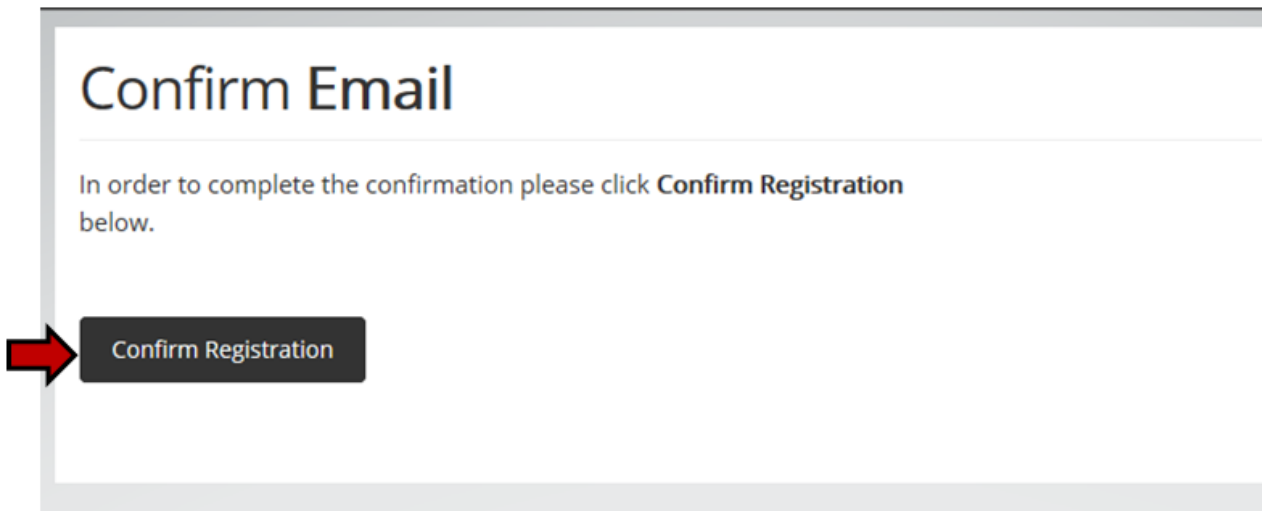 Confirm Email
In order to complete the confirmation please click Confirm Registration
below.
Confirm Registration